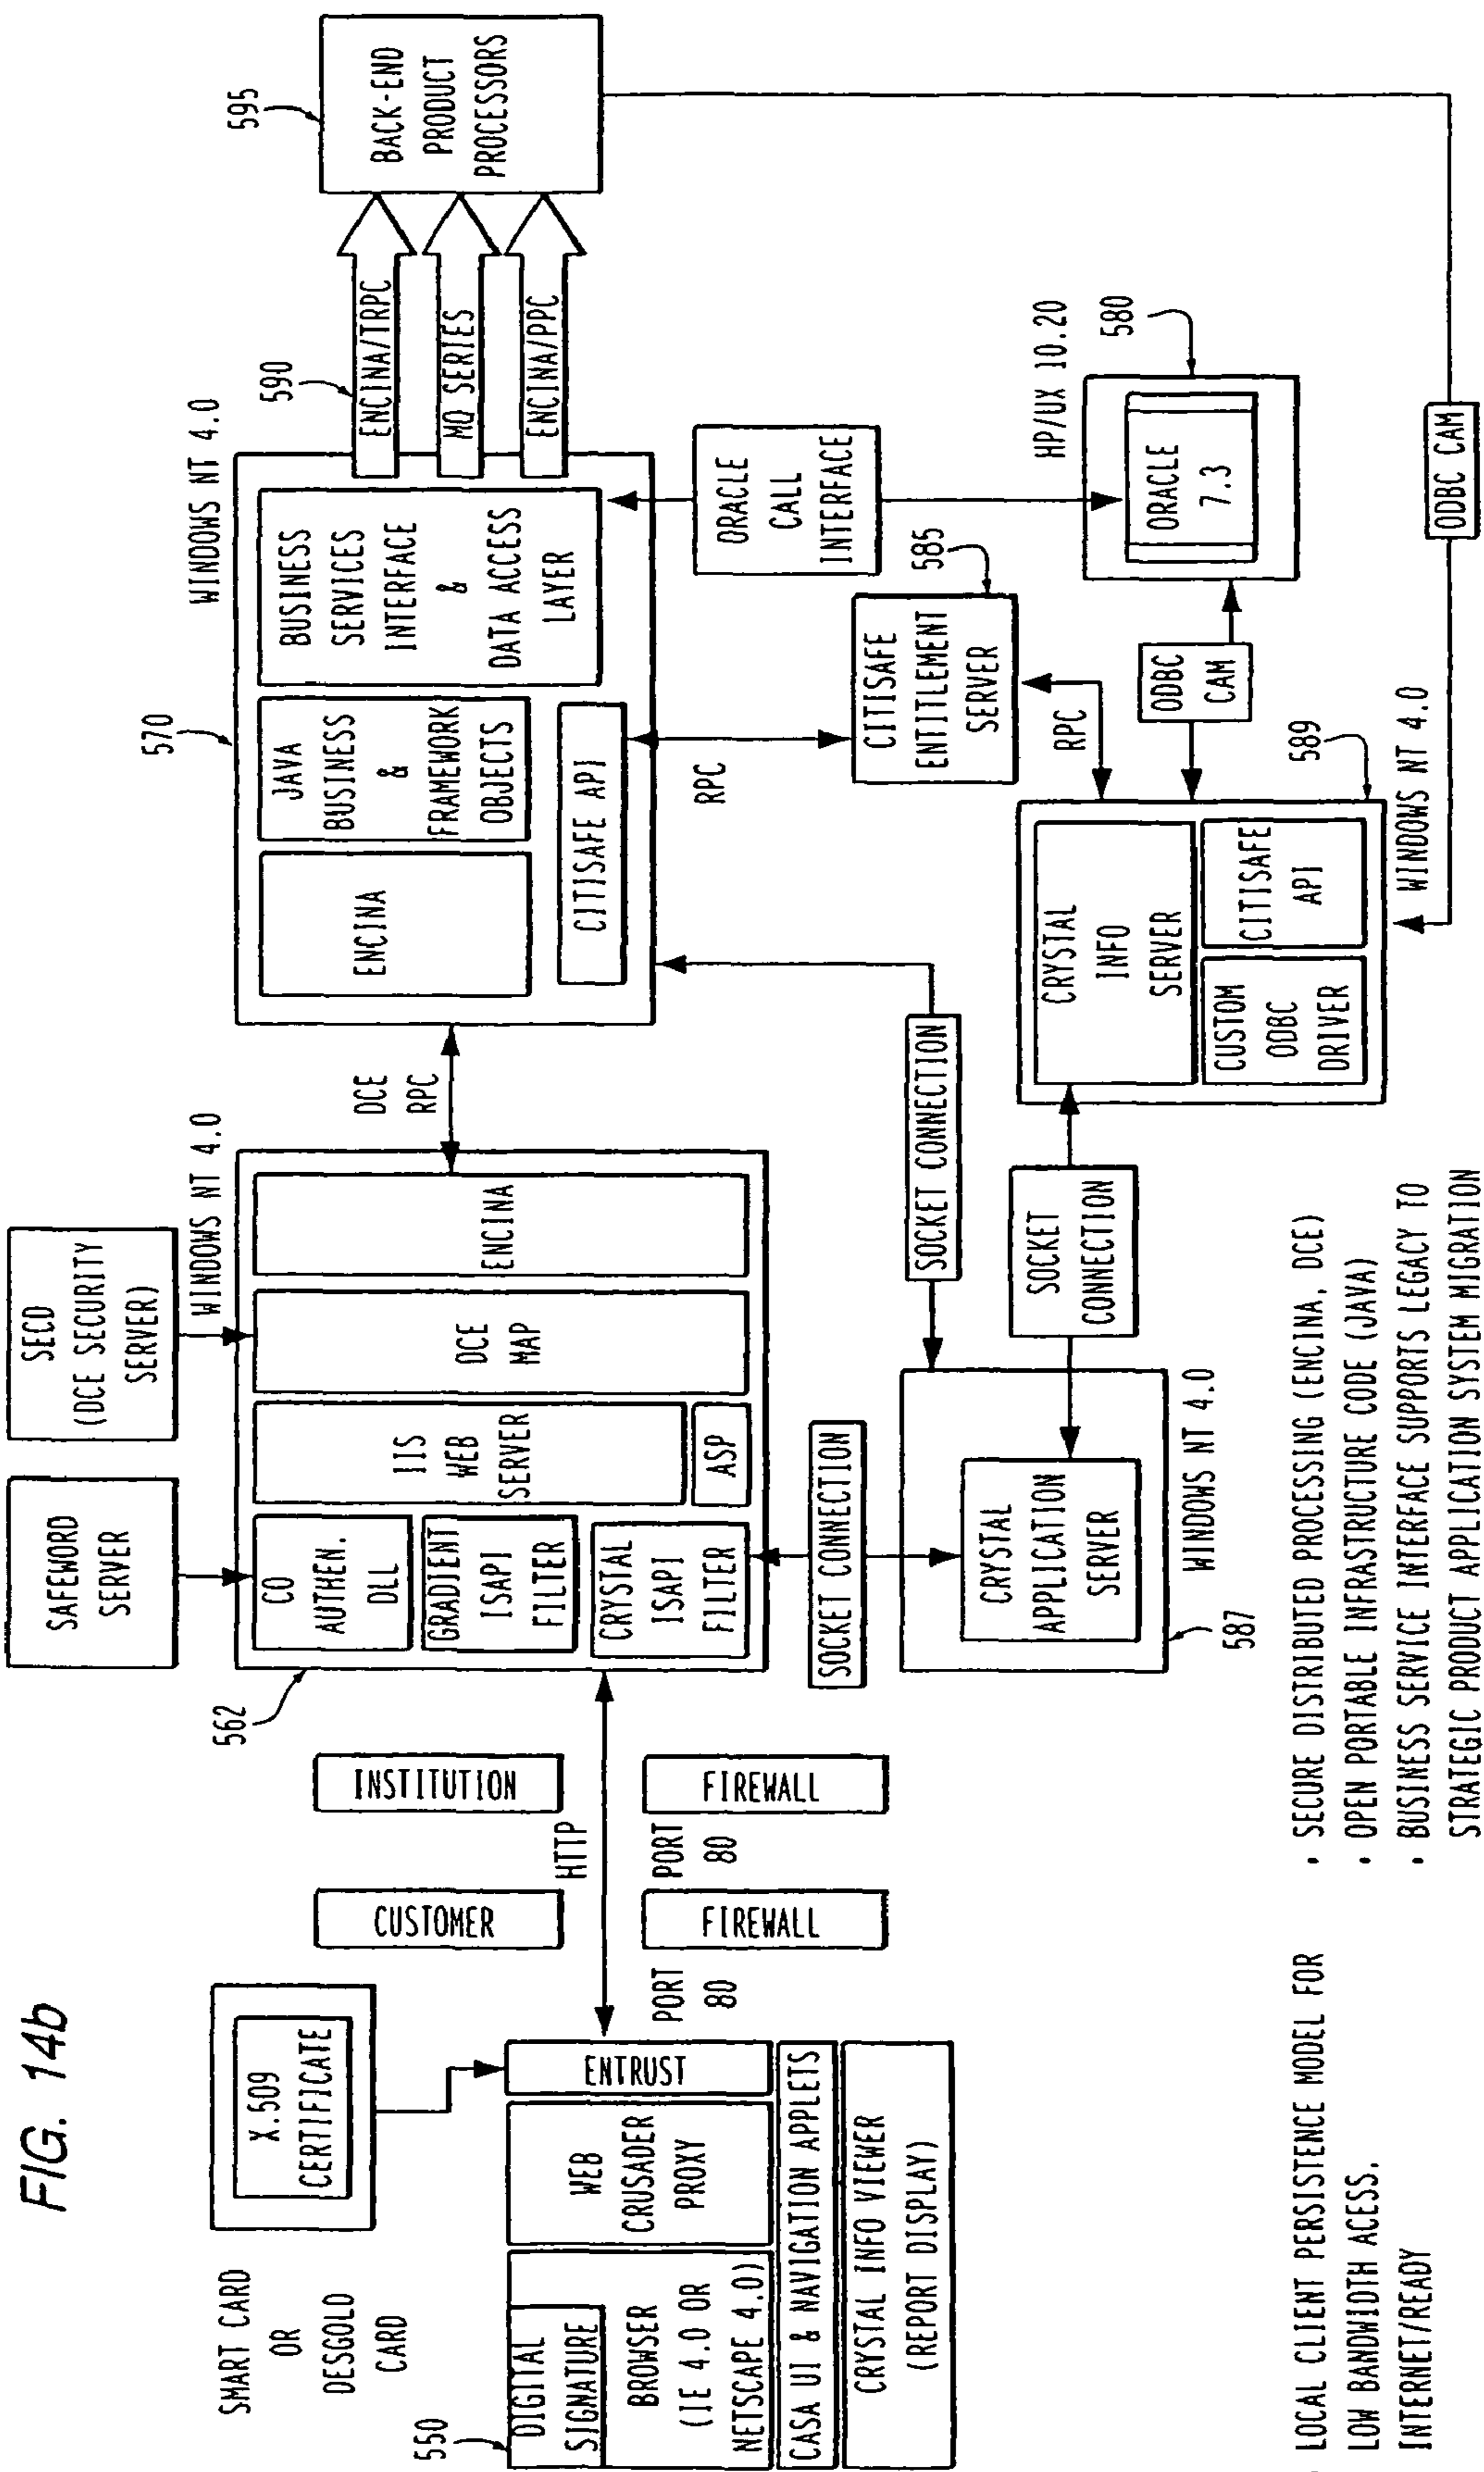 FIG. 14b
SMART CARD
OR
DESGOLD
CARD
X.509
CERTIFICATE
550
DIGITAL
SIGNATURE
BROWSER
(IE 4.0 OR
NETSCAPE 4.0)
WEB
CRUSADER
PROXY
ENTRUST
CASA UI & NAVIGATION APPLETS
CRYSTAL INFO VIEWER
(REPORT DISPLAY)
CUSTOMER
INSTITUTION
HTTP
PORT
80
FIREWALL
PORT
80
FIREWALL
SAFEWORD
SERVER
SECD
(DCE SECURITY
SERVER)
WINDOWS NT 4.0
562
CO
AUTHEN.
DLL
GRADIENT
ISAPI
FILTER
CRYSTAL
ISAPI
FILTER
IIS
WEB
SERVER
ASP
DCE
MAP
ENCINA
DCE
RPC
WINDOWS NT 4.0
570
ENCINA
JAVA
BUSINESS
&
FRAMEWORK
OBJECTS
BUSINESS
SERVICES
INTERFACE
&
DATA ACCESS
LAYER
CITISAFE API
590
ENCINA/TRPC
MQ SERIES
ENCINA/PPC
595
BACK-END
PRODUCT
PROCESSORS
SOCKET CONNECTION
SOCKET CONNECTION
RPC
ORACLE
CALL
INTERFACE
585
CITISAFE
ENTITLEMENT
SERVER
HP/UX 10.20
580
ORACLE
7.3
RPC
ODBC
CAM
CRYSTAL
APPLICATION
SERVER
WINDOWS NT 4.0
587
SOCKET
CONNECTION
CRYSTAL
INFO
SERVER
CUSTOM
ODBC
DRIVER
CITISAFE
API
589
WINDOWS NT 4.0
ODBC CAM
· LOCAL CLIENT PERSISTENCE MODEL FOR
LOW BANDWIDTH ACESS.
INTERNET/READY
• SECURE DISTRIBUTED PROCESSING (ENCINA, DCE)
• OPEN PORTABLE INFRASTRUCTURE CODE (JAVA)
• BUSINESS SERVICE INTERFACE SUPPORTS LEGACY TO
STRATEGIC PRODUCT APPLICATION SYSTEM MIGRATION